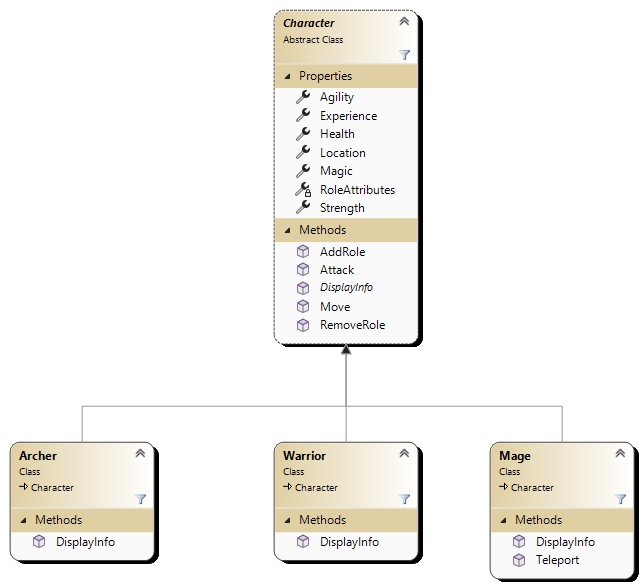 Character
Abstract Class
Properties
Agility
Experience
Health
Location
Magic
RoleAttributes
Strength
Methods
AddRole
Attack
DisplayInfo
Move
RemoveRole
Archer
Class
Character
Methods
DisplayInfo
Warrior
Class
Character
Methods
DisplayInfo
Mage
Class
Character
Methods
DisplayInfo
Teleport